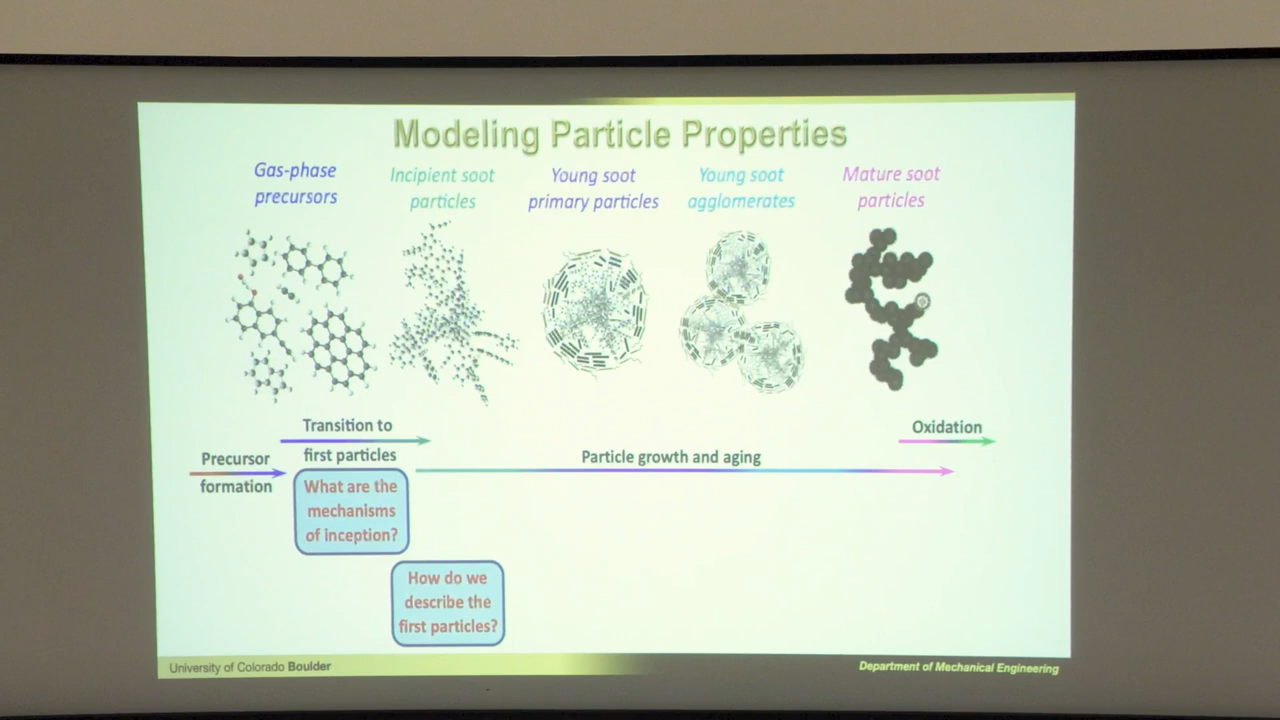 Modeling Particle Properties
Gas-phase
precursors
Incipient soot
particles
Young soot
primary particles
Young soot
agglomerates
Mature soot
particles
Transition to
first particles
Precursor
formation
Particle growth and aging
Oxidation
What are the
mechanisms
of inception?
How do we
describe the
first particles?
University of Colorado Boulder
Department of Mechanical Engineering